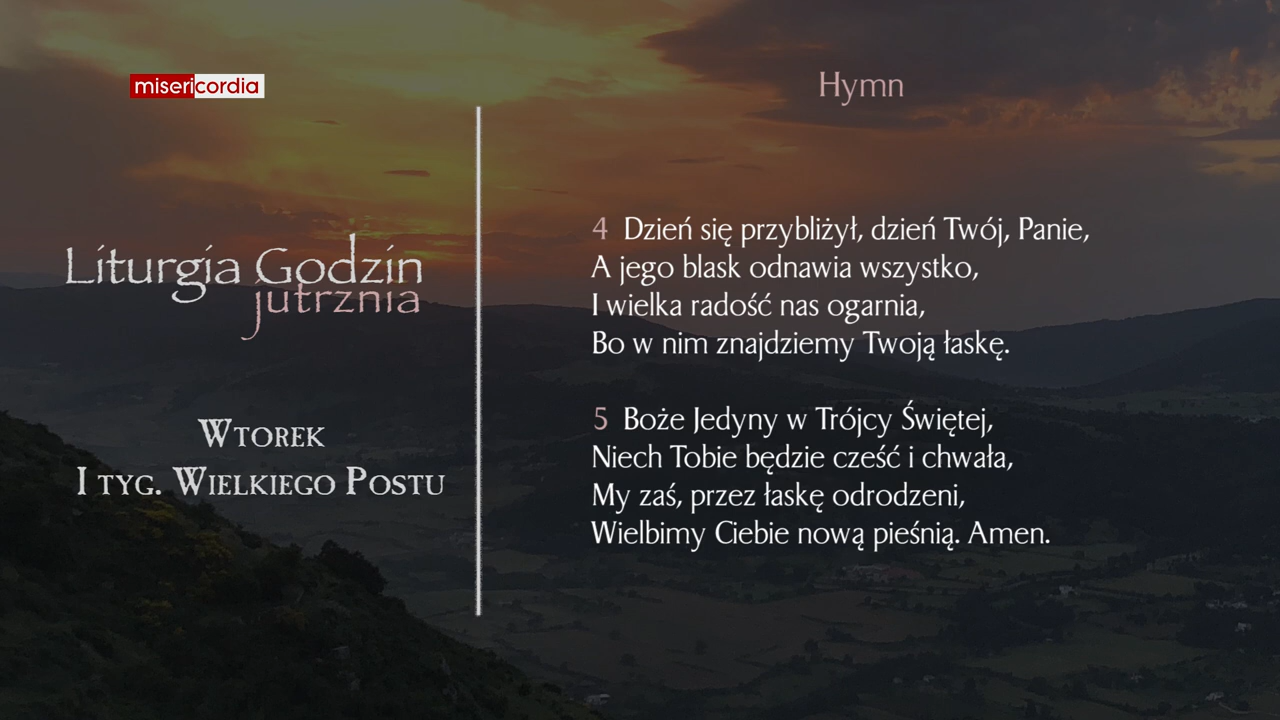 misericordia
Liturgia Godzin
jutrznia
Wtorek
I tyg. Wielkiego Postu
Hymn
4 Dzień się przybliżył, dzień Twój, Panie,
A jego blask odnawia wszystko,
I wielka radość nas ogarnia,
Bo w nim znajdziemy Twoją łaskę.
5 Boże Jedyny w Trójcy Świętej,
Niech Tobie będzie cześć i chwała,
My zaś, przez łaskę odrodzeni,
Wielbimy Ciebie nową pieśnią. Amen.